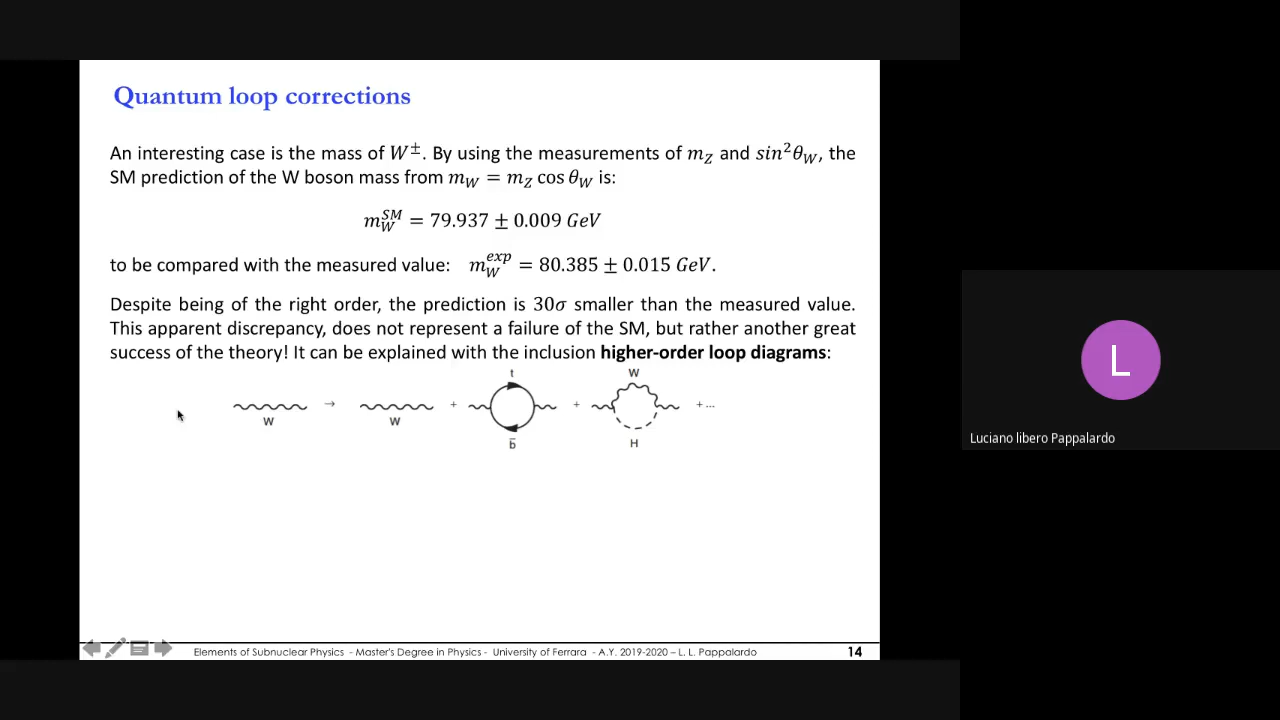 Quantum loop corrections
An interesting case is the mass of W±. By using the measurements of m_Z and sin²θ_W, the
SM prediction of the W boson mass from m_W = m_Z cos θ_W is:
m_W^SM = 79.937 ± 0.009 GeV
to be compared with the measured value: m_W^exp = 80.385 ± 0.015 GeV.
Despite being of the right order, the prediction is 30σ smaller than the measured value.
This apparent discrepancy, does not represent a failure of the SM, but rather another great
success of the theory! It can be explained with the inclusion higher-order loop diagrams:
t W
→ + + +...
W W
b̄ H
L
Luciano libero Pappalardo
Elements of Subnuclear Physics - Master's Degree in Physics - University of Ferrara - A.Y. 2019-2020 – L. L. Pappalardo 14